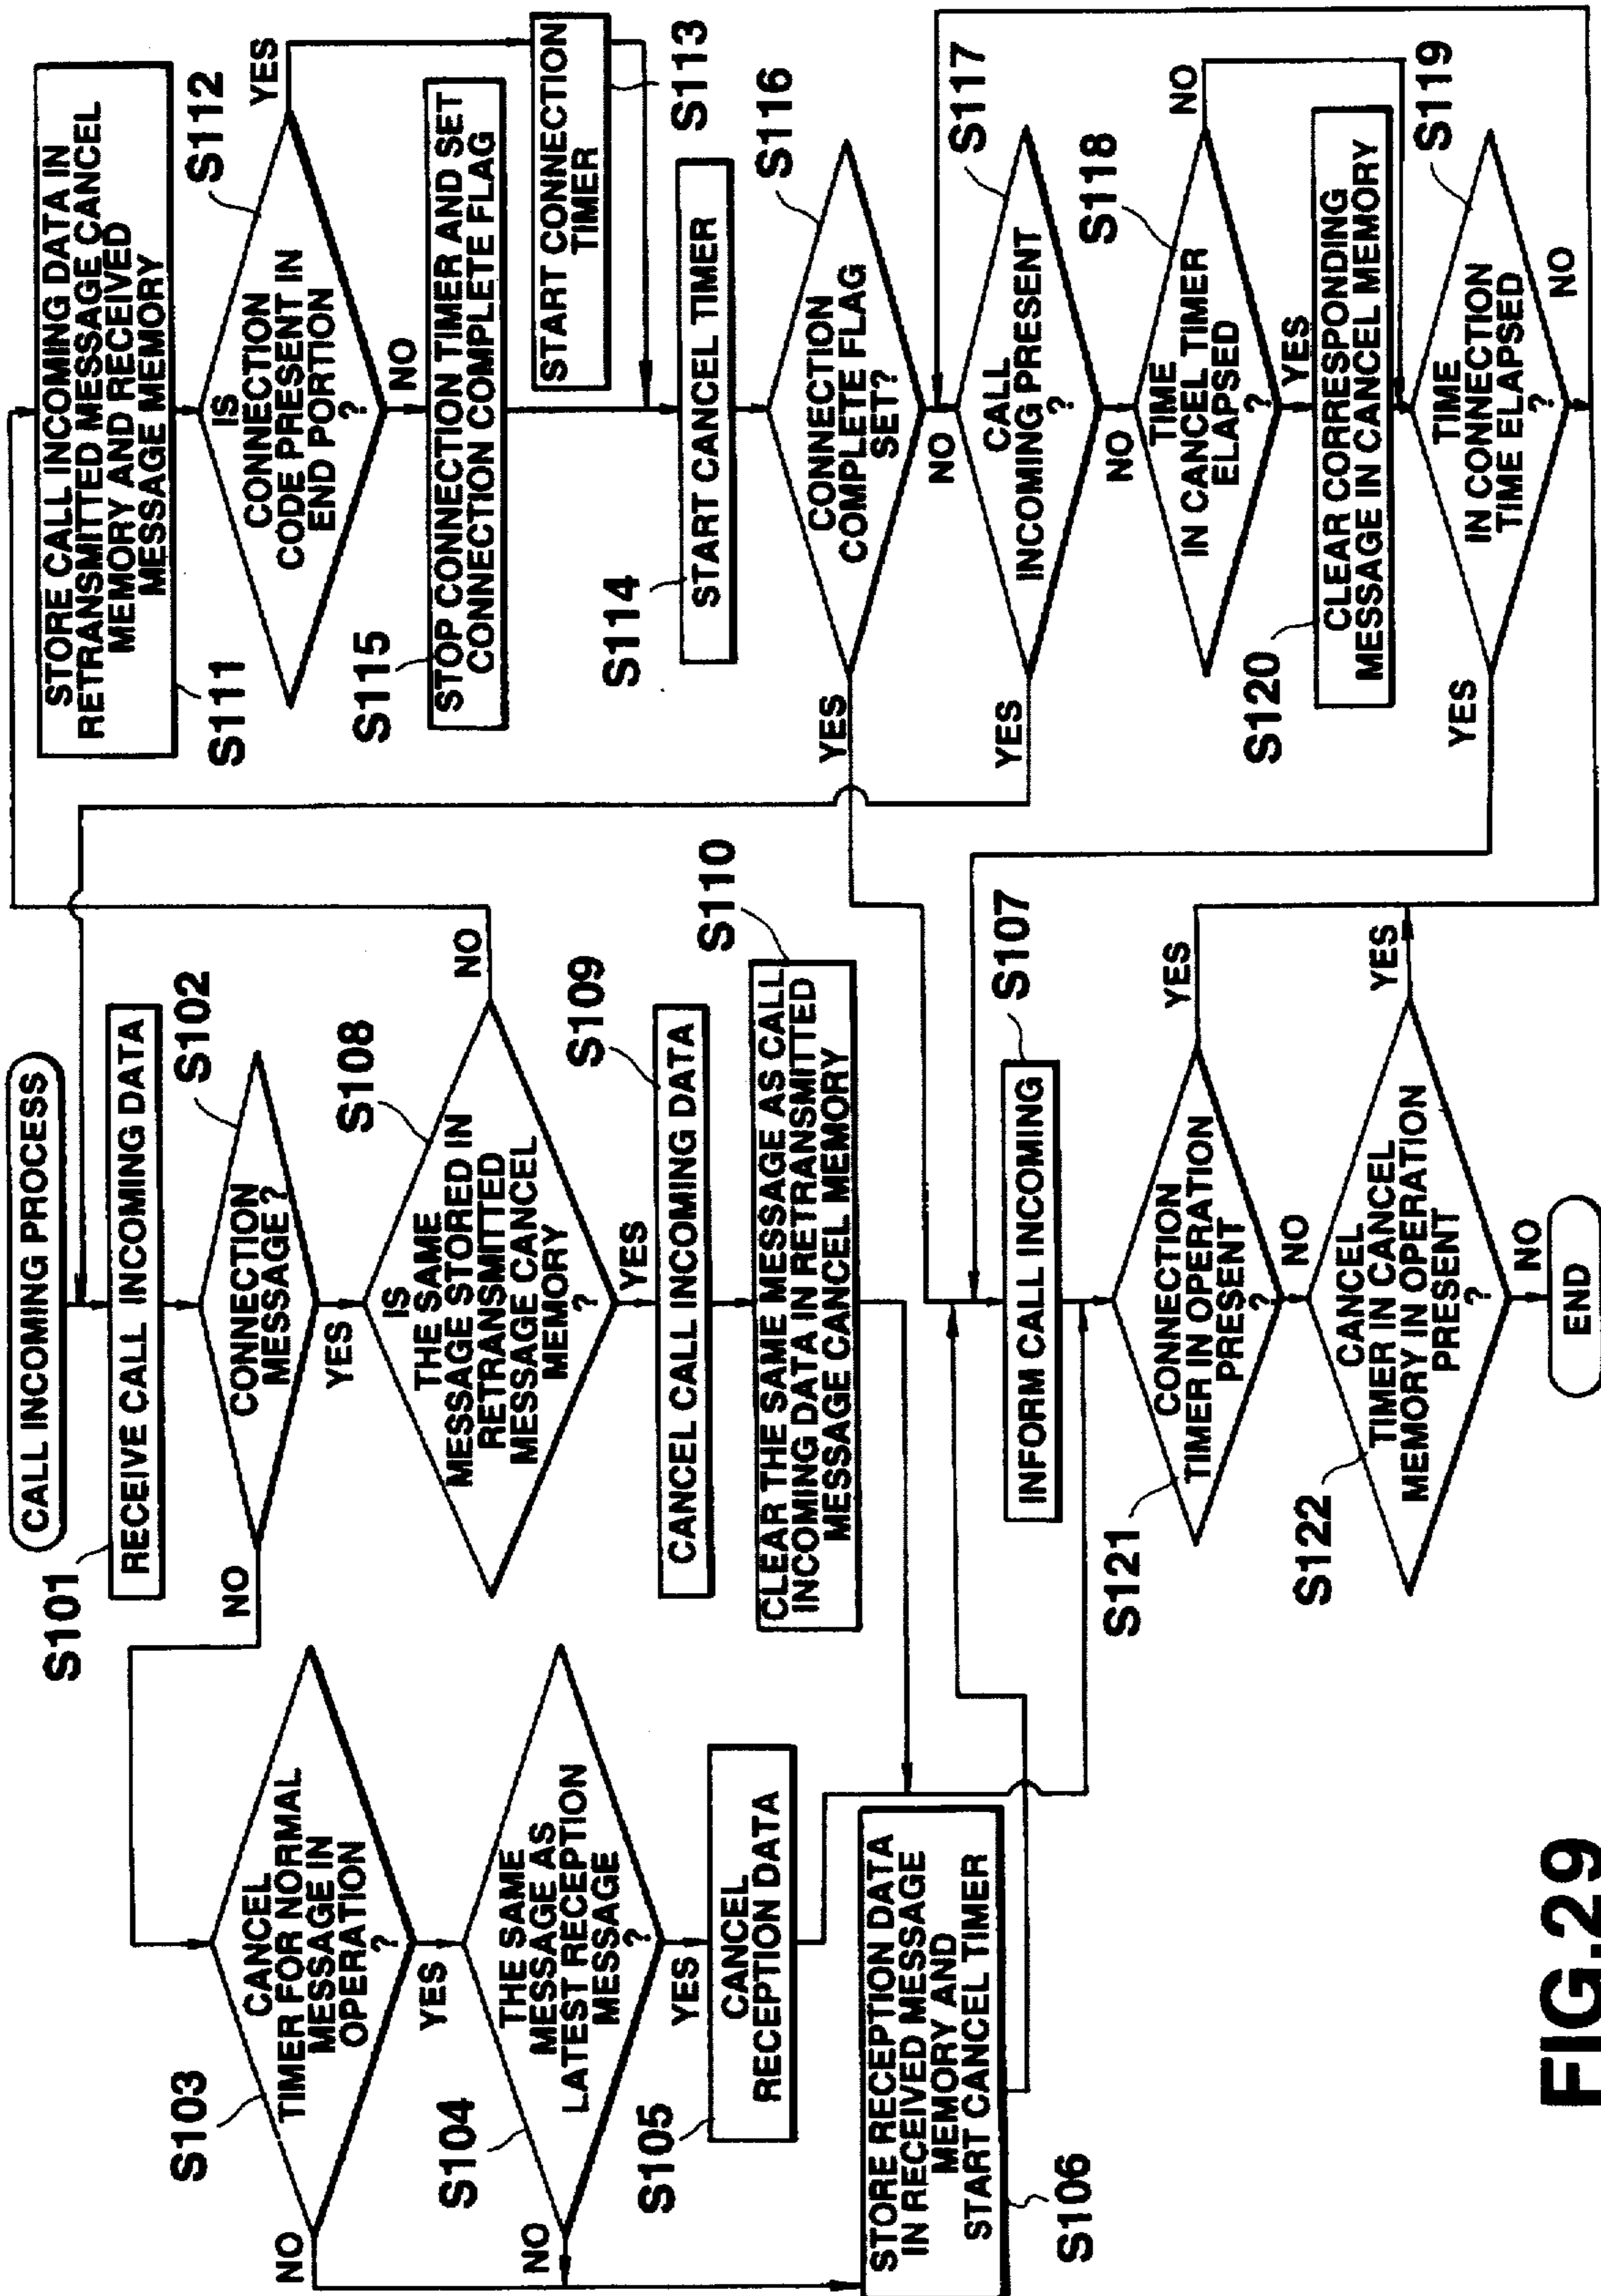 CALL INCOMING PROCESS
S101
RECEIVE CALL INCOMING DATA
S102
CONNECTION
MESSAGE?
NO
YES
S103
CANCEL
TIMER FOR NORMAL
MESSAGE IN
OPERATION
?
NO
YES
S104
THE SAME
MESSAGE AS
LATEST RECEPTION
MESSAGE
?
NO
YES
S105
CANCEL
RECEPTION DATA
STORE RECEPTION DATA
IN RECEIVED MESSAGE
MEMORY AND
START CANCEL TIMER
S106
S108
IS
THE SAME
MESSAGE STORED IN
RETRANSMITTED
MESSAGE CANCEL
MEMORY
?
NO
YES
S109
CANCEL CALL INCOMING DATA
S110
CLEAR THE SAME MESSAGE AS CALL
INCOMING DATA IN RETRANSMITTED
MESSAGE CANCEL MEMORY
S107
INFORM CALL INCOMING
S121
CONNECTION
TIMER IN OPERATION
PRESENT
?
YES
NO
S122
CANCEL
TIMER IN CANCEL
MEMORY IN OPERATION
PRESENT
?
YES
NO
END
STORE CALL INCOMING DATA IN
RETRANSMITTED MESSAGE CANCEL
MEMORY AND RECEIVED
MESSAGE MEMORY
S111
S112
IS
CONNECTION
CODE PRESENT IN
END PORTION
?
YES
NO
S115
STOP CONNECTION TIMER AND SET
CONNECTION COMPLETE FLAG
START CONNECTION
TIMER
S113
S114
START CANCEL TIMER
S116
CONNECTION
COMPLETE FLAG
SET?
YES
NO
S117
CALL
INCOMING PRESENT
?
YES
NO
S118
TIME
IN CANCEL TIMER
ELAPSED
?
NO
YES
S120
CLEAR CORRESPONDING
MESSAGE IN CANCEL MEMORY
S119
TIME
IN CONNECTION
TIME ELAPSED
?
YES
NO
FIG.29